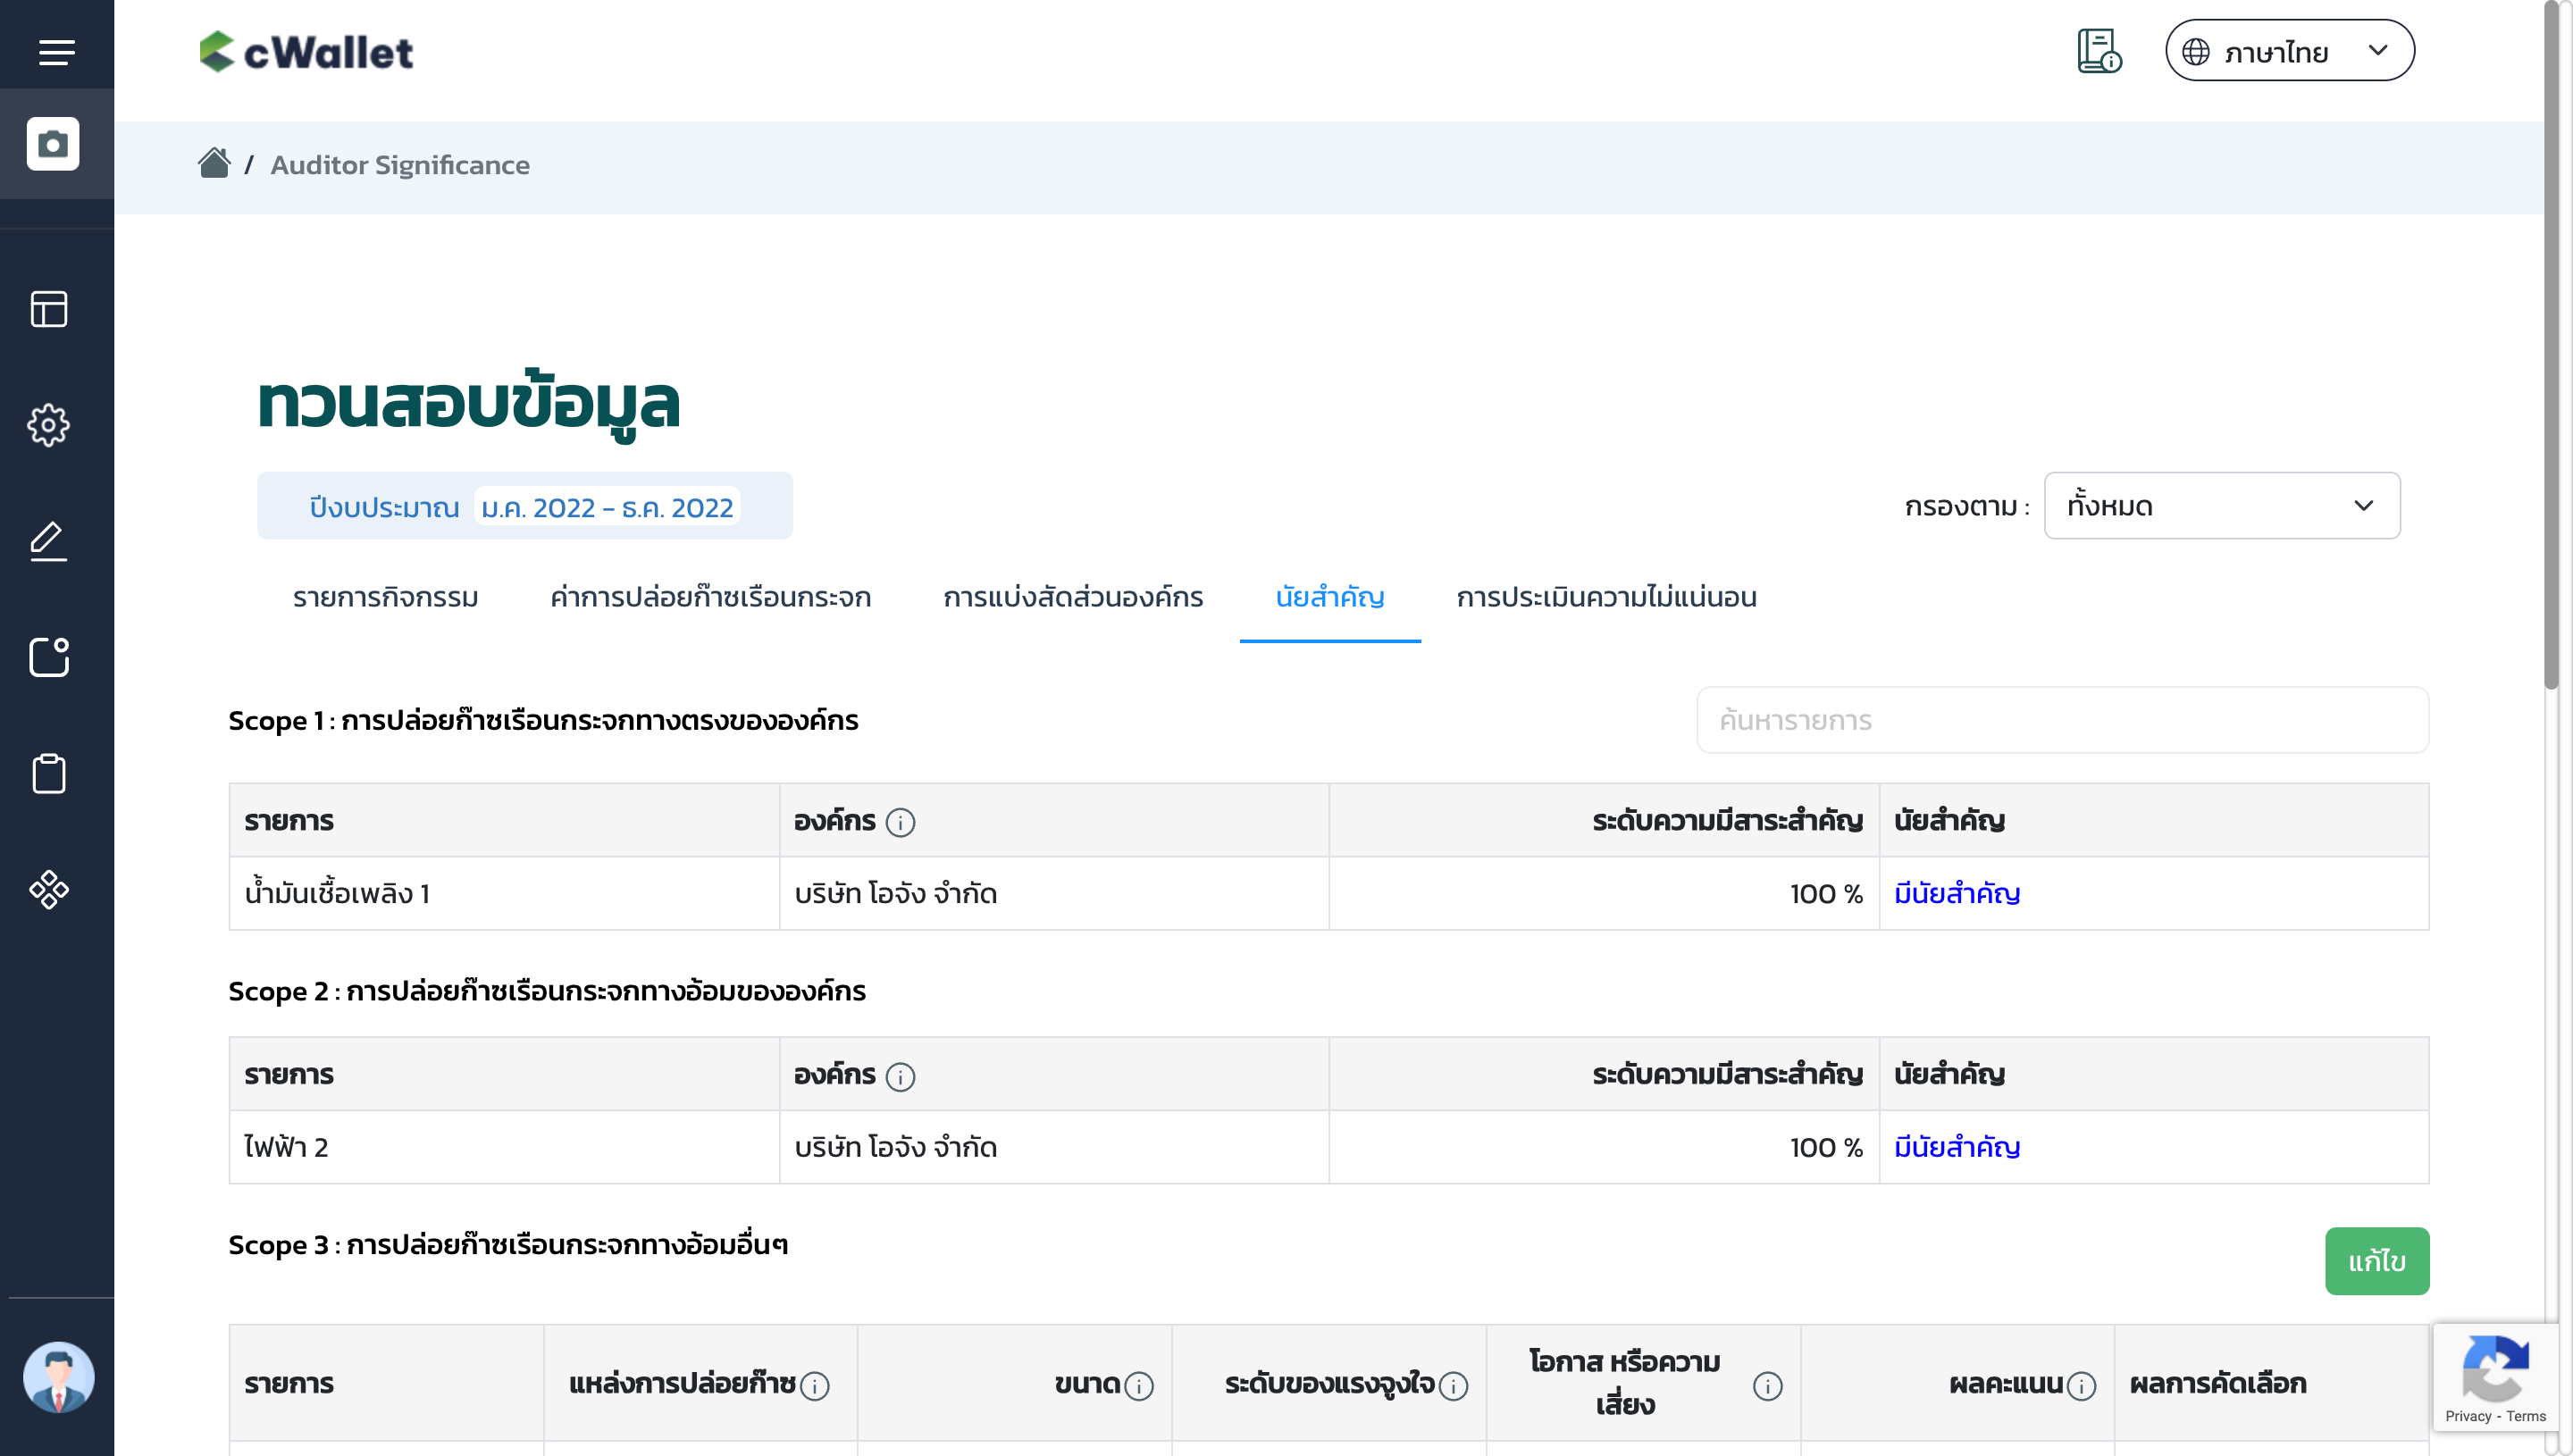 cWallet
ภาษาไทย
/ Auditor Significance
ทวนสอบข้อมูล
ปีงบประมาณ ม.ค. 2022 - ธ.ค. 2022
กรองตาม : ทั้งหมด
รายการกิจกรรม ค่าการปล่อยก๊าซเรือนกระจก การแบ่งสัดส่วนองค์กร นัยสำคัญ การประเมินความไม่แน่นอน
Scope 1 : การปล่อยก๊าซเรือนกระจกทางตรงขององค์กร
ค้นหารายการ
รายการ องค์กร ระดับความมีสาระสำคัญ นัยสำคัญ
น้ำมันเชื้อเพลิง 1 บริษัท โอจัง จำกัด 100 % มีนัยสำคัญ
Scope 2 : การปล่อยก๊าซเรือนกระจกทางอ้อมขององค์กร
รายการ องค์กร ระดับความมีสาระสำคัญ นัยสำคัญ
ไฟฟ้า 2 บริษัท โอจัง จำกัด 100 % มีนัยสำคัญ
Scope 3 : การปล่อยก๊าซเรือนกระจกทางอ้อมอื่นๆ
แก้ไข
รายการ แหล่งการปล่อยก๊าซ ขนาด ระดับของแรงจูงใจ โอกาส หรือความ
เสี่ยง ผลคะแนน ผลการคัดเลือก
Privacy - Terms